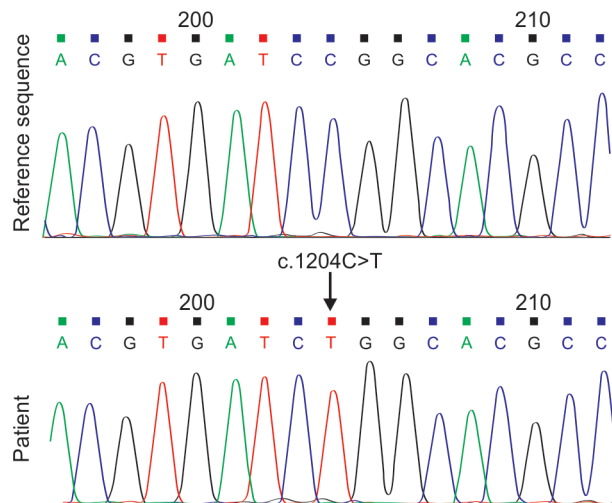 Reference sequence
200 210
A C G T G A T C C G G C A C G C C
c.1204C>T
Patient
200 210
A C G T G A T C T G G C A C G C C